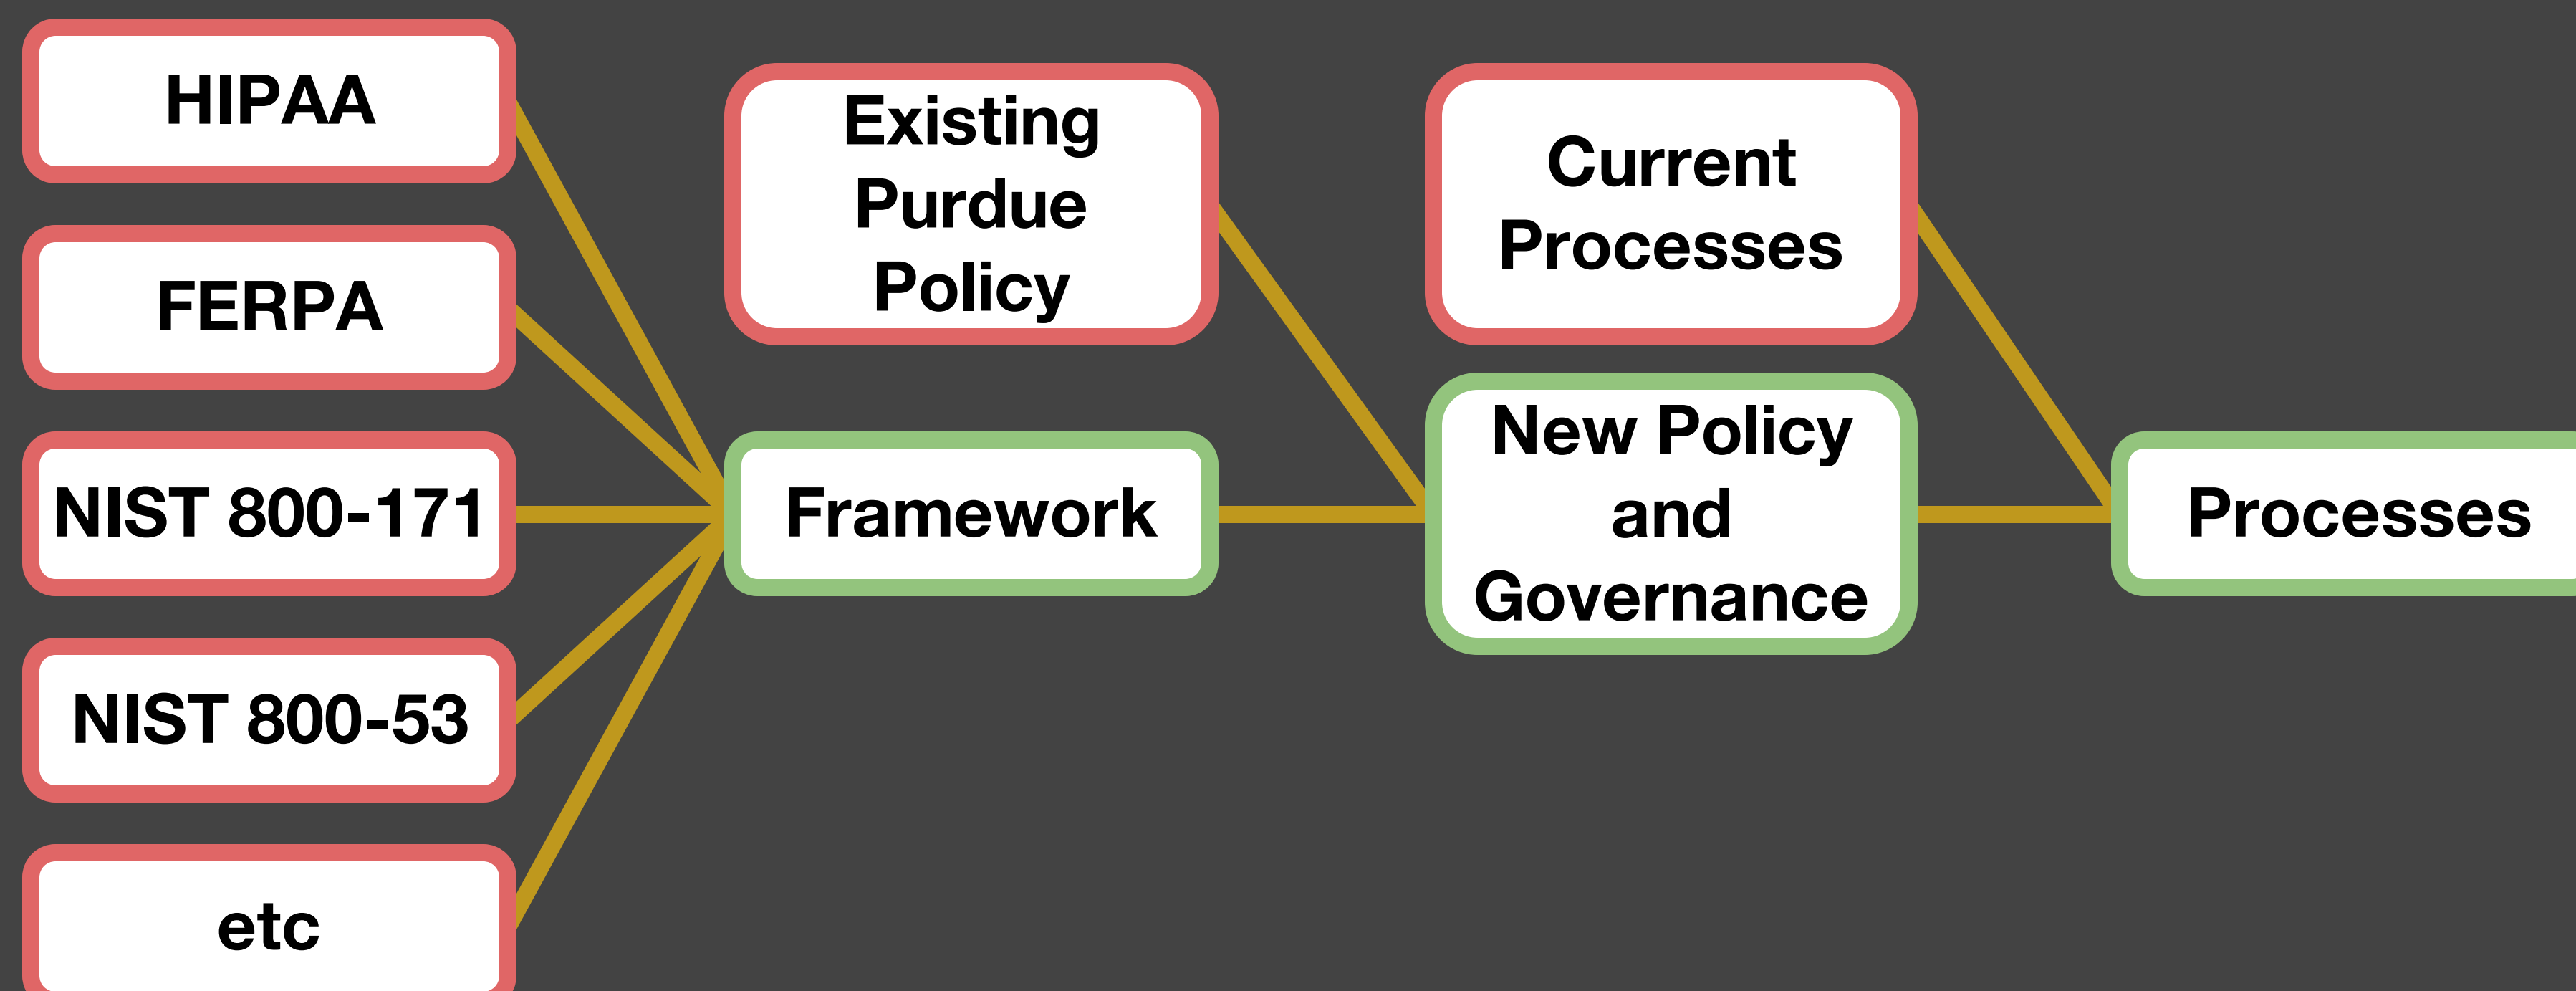 HIPAA
FERPA
NIST 800-171
NIST 800-53
etc
Existing
Purdue
Policy
Framework
Current
Processes
New Policy
and
Governance
Processes